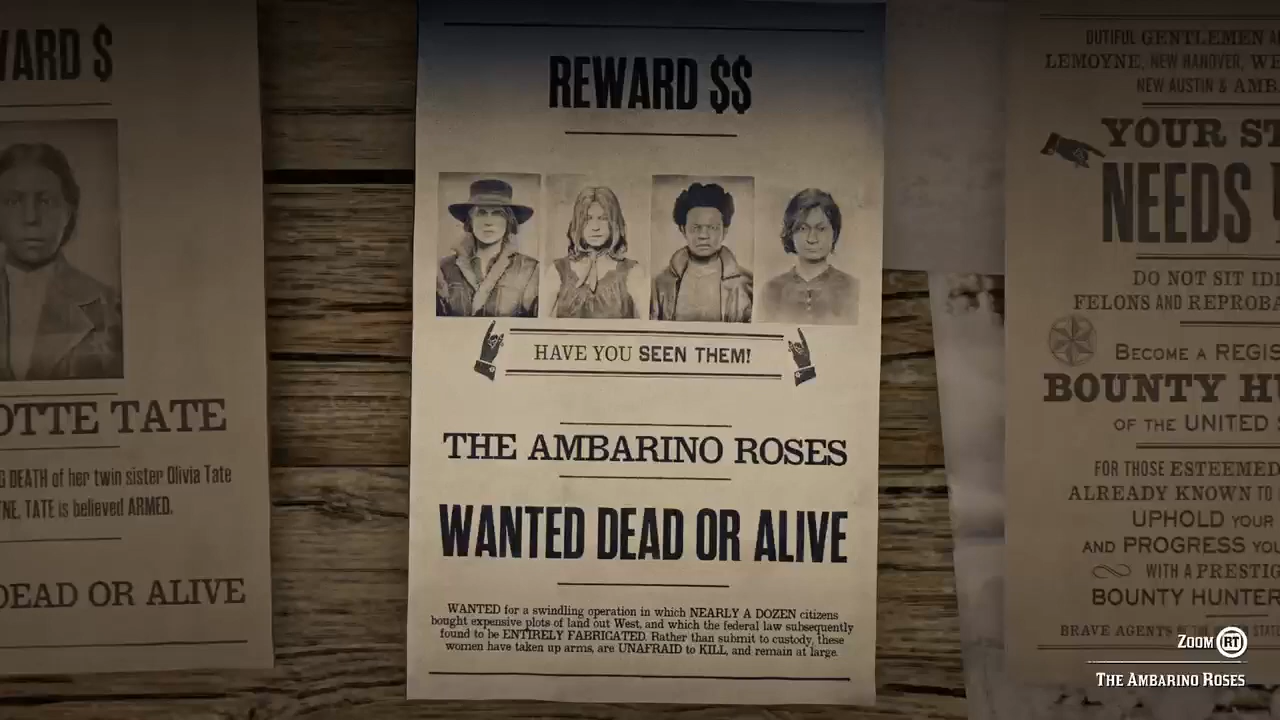 WARD $
OTTE TATE
G DEATH of her twin sister Olivia Tate
NE. TATE is believed ARMED.
DEAD OR ALIVE
REWARD $$
HAVE YOU SEEN THEM!
THE AMBARINO ROSES
WANTED DEAD OR ALIVE
WANTED for a swindling operation in which NEARLY A DOZEN citizens
bought expensive plots of land out West, and which the federal law subsequently
found to be ENTIRELY FABRICATED. Rather than submit to custody, these
women have taken up arms, are UNAFRAID to KILL, and remain at large.
DUTIFUL GENTLEMEN A
LEMOYNE, NEW HANOVER, WE
NEW AUSTIN & AMB
YOUR ST
NEEDS
DO NOT SIT IDL
FELONS AND REPROBA
BECOME A REGIS
BOUNTY HU
OF THE UNITED
FOR THOSE ESTEEMED
ALREADY KNOWN TO
UPHOLD YOUR
AND PROGRESS YOU
WITH A PRESTIG
BOUNTY HUNTER
BRAVE AGENTS
Zoom RT
THE AMBARINO ROSES